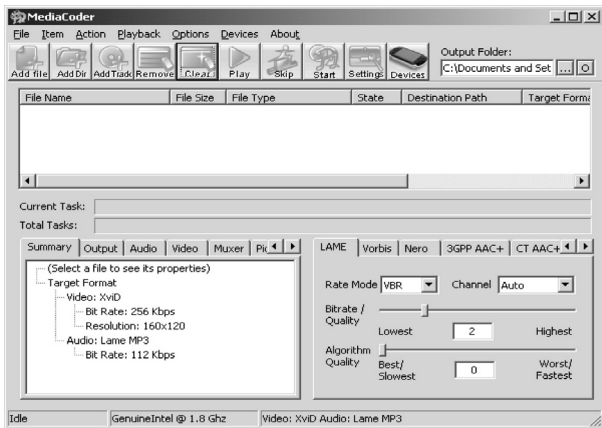 MediaCoder
File Item Action Playback Options Devices About
Add file Add Dir Add Track Remove Clear Play Skip Start Settings Devices
Output Folder:
C:\Documents and Set ... O
File Name File Size File Type State Destination Path Target Forma
Current Task:
Total Tasks:
Summary Output Audio Video Muxer Pic
(Select a file to see its properties)
Target Format
Video: XviD
Bit Rate: 256 Kbps
Resolution: 160x120
Audio: Lame MP3
Bit Rate: 112 Kbps
LAME Vorbis Nero 3GPP AAC+ CT AAC+
Rate Mode VBR Channel Auto
Bitrate / Quality
Lowest 2 Highest
Algorithm Quality
Best/ Slowest 0 Worst/ Fastest
Idle GenuineIntel @ 1.8 Ghz Video: XviD Audio: Lame MP3